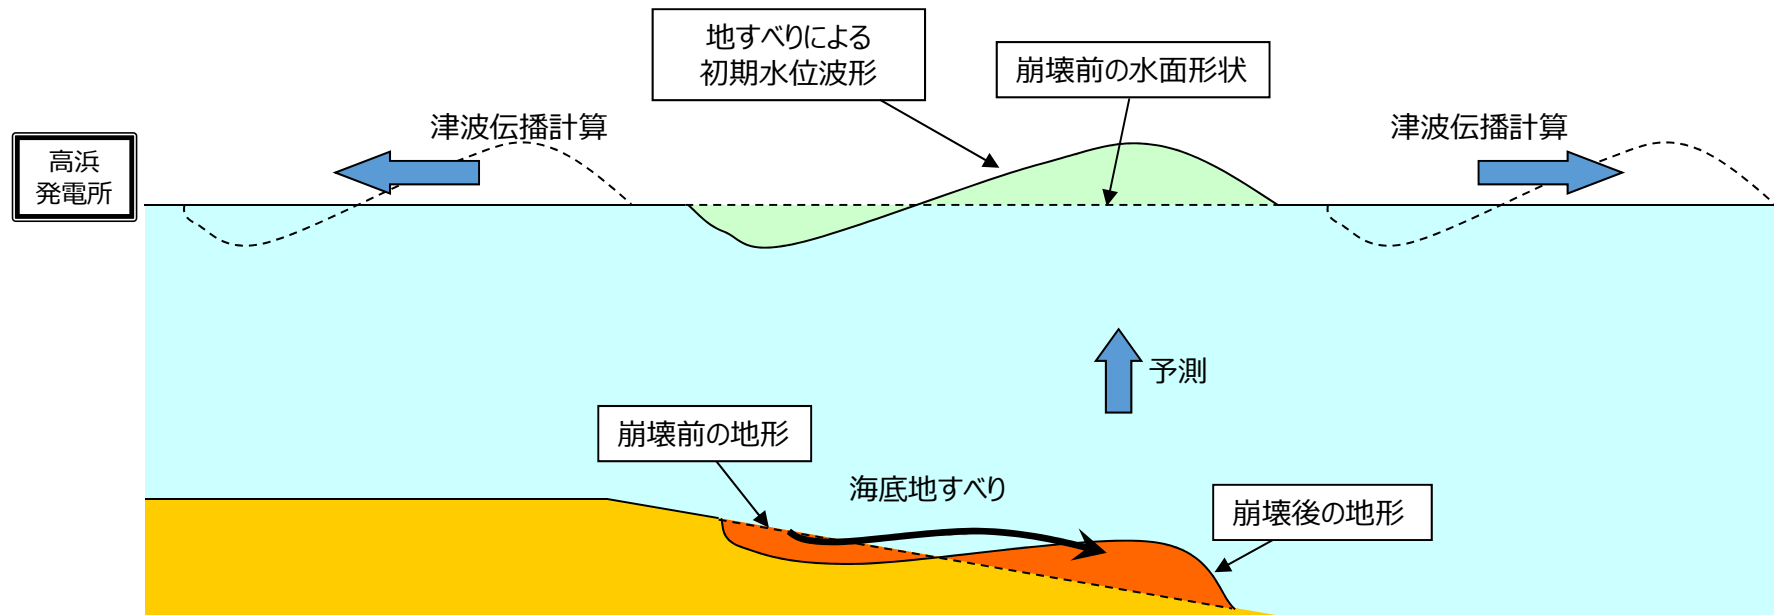 地すべりによる
初期水位波形
崩壊前の水面形状
津波伝播計算
津波伝播計算
高浜
発電所
予測
崩壊前の地形
海底地すべり
崩壊後の地形